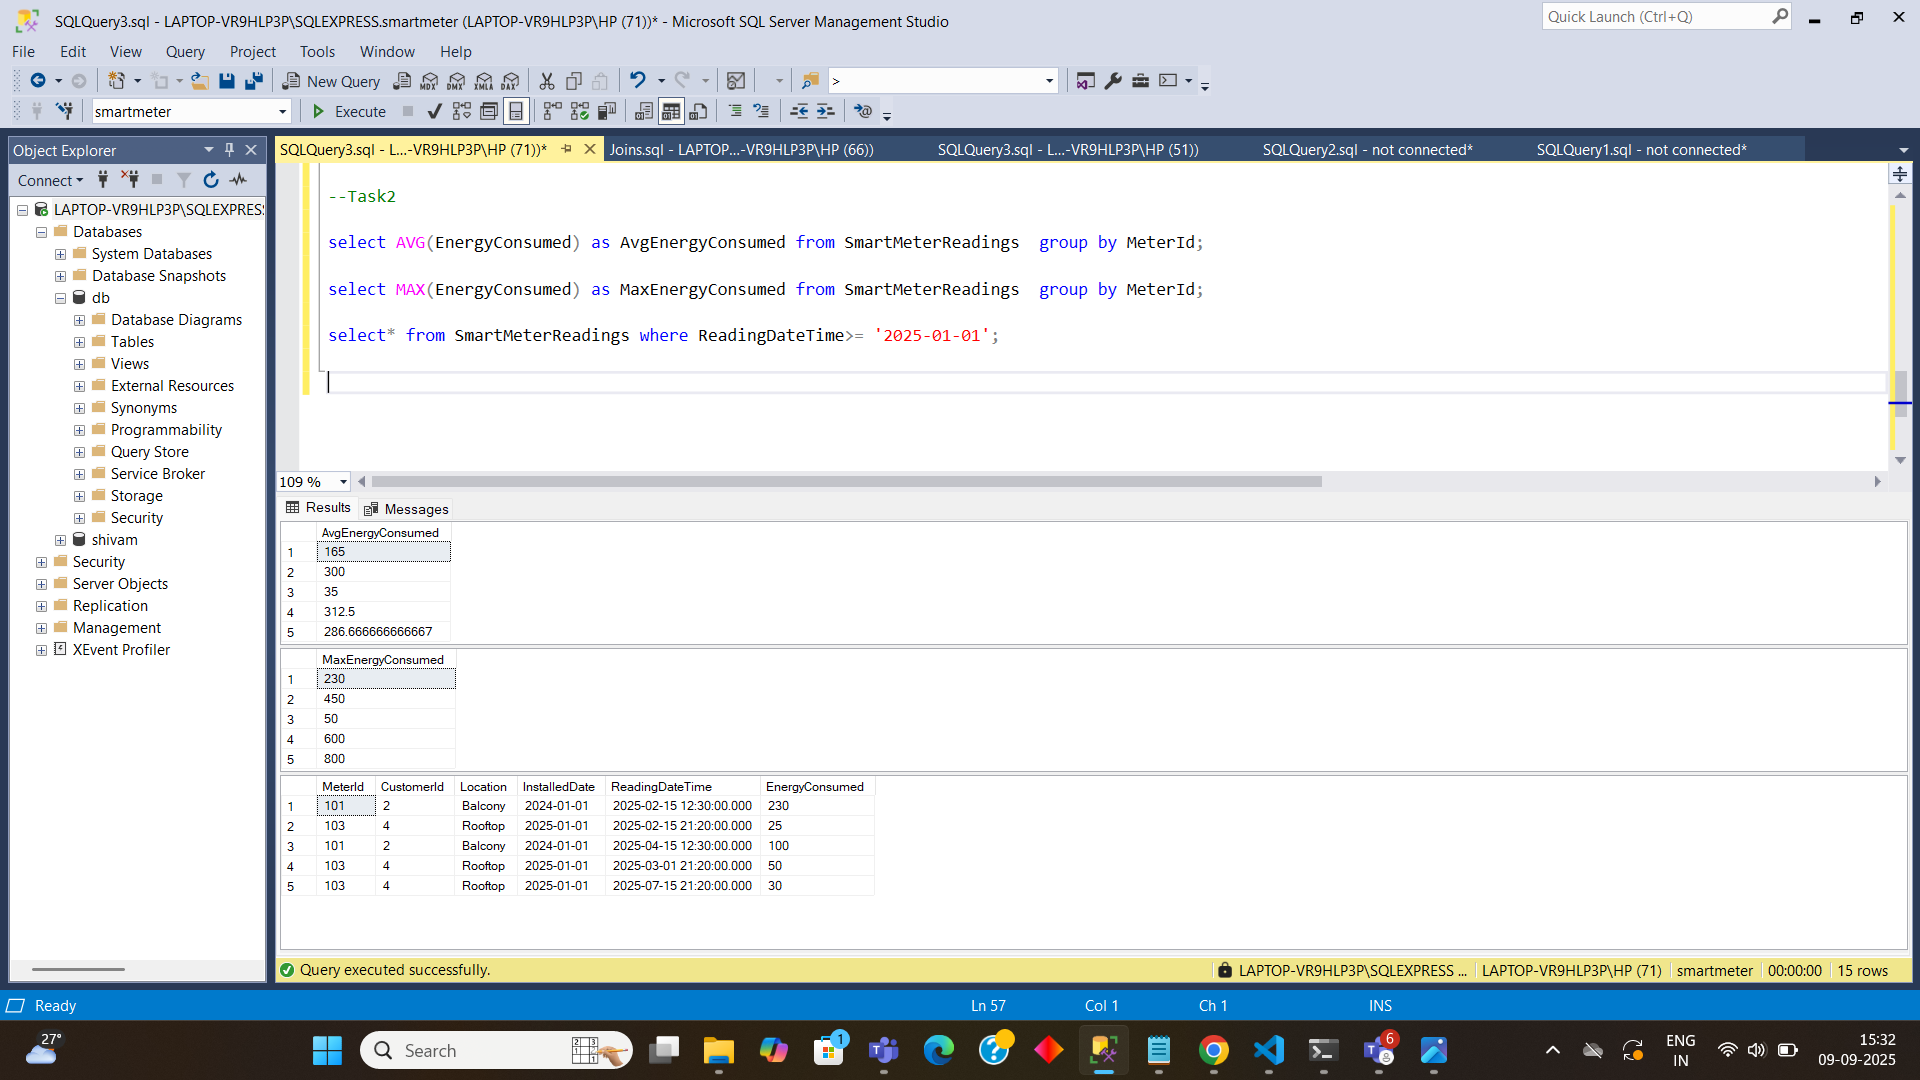 SQLQuery3.sql - LAPTOP-VR9HLP3P\SQLEXPRESS.smartmeter (LAPTOP-VR9HLP3P\HP (71))* - Microsoft SQL Server Management Studio
Quick Launch (Ctrl+Q)
File Edit View Query Project Tools Window Help
New Query MDX DMX XMLA DAX >
smartmeter Execute
Object Explorer
Connect
LAPTOP-VR9HLP3P\SQLEXPRES
Databases
System Databases
Database Snapshots
db
Database Diagrams
Tables
Views
External Resources
Synonyms
Programmability
Query Store
Service Broker
Storage
Security
shivam
Security
Server Objects
Replication
Management
XEvent Profiler
SQLQuery3.sql - L...-VR9HLP3P\HP (71))* Joins.sql - LAPTOP...-VR9HLP3P\HP (66)) SQLQuery3.sql - L...-VR9HLP3P\HP (51)) SQLQuery2.sql - not connected* SQLQuery1.sql - not connected*
--Task2
select AVG(EnergyConsumed) as AvgEnergyConsumed from SmartMeterReadings  group by MeterId;
select MAX(EnergyConsumed) as MaxEnergyConsumed from SmartMeterReadings  group by MeterId;
select* from SmartMeterReadings where ReadingDateTime>= '2025-01-01';
109 %
Results Messages
AvgEnergyConsumed
1 165
2 300
3 35
4 312.5
5 286.666666666667
MaxEnergyConsumed
1 230
2 450
3 50
4 600
5 800
MeterId CustomerId Location InstalledDate ReadingDateTime EnergyConsumed
1 101 2 Balcony 2024-01-01 2025-02-15 12:30:00.000 230
2 103 4 Rooftop 2025-01-01 2025-02-15 21:20:00.000 25
3 101 2 Balcony 2024-01-01 2025-04-15 12:30:00.000 100
4 103 4 Rooftop 2025-01-01 2025-03-01 21:20:00.000 50
5 103 4 Rooftop 2025-01-01 2025-07-15 21:20:00.000 30
Query executed successfully. LAPTOP-VR9HLP3P\SQLEXPRESS ... LAPTOP-VR9HLP3P\HP (71) smartmeter 00:00:00 15 rows
Ready Ln 57 Col 1 Ch 1 INS
27° Search 1 6 ENG IN 15:32 09-09-2025